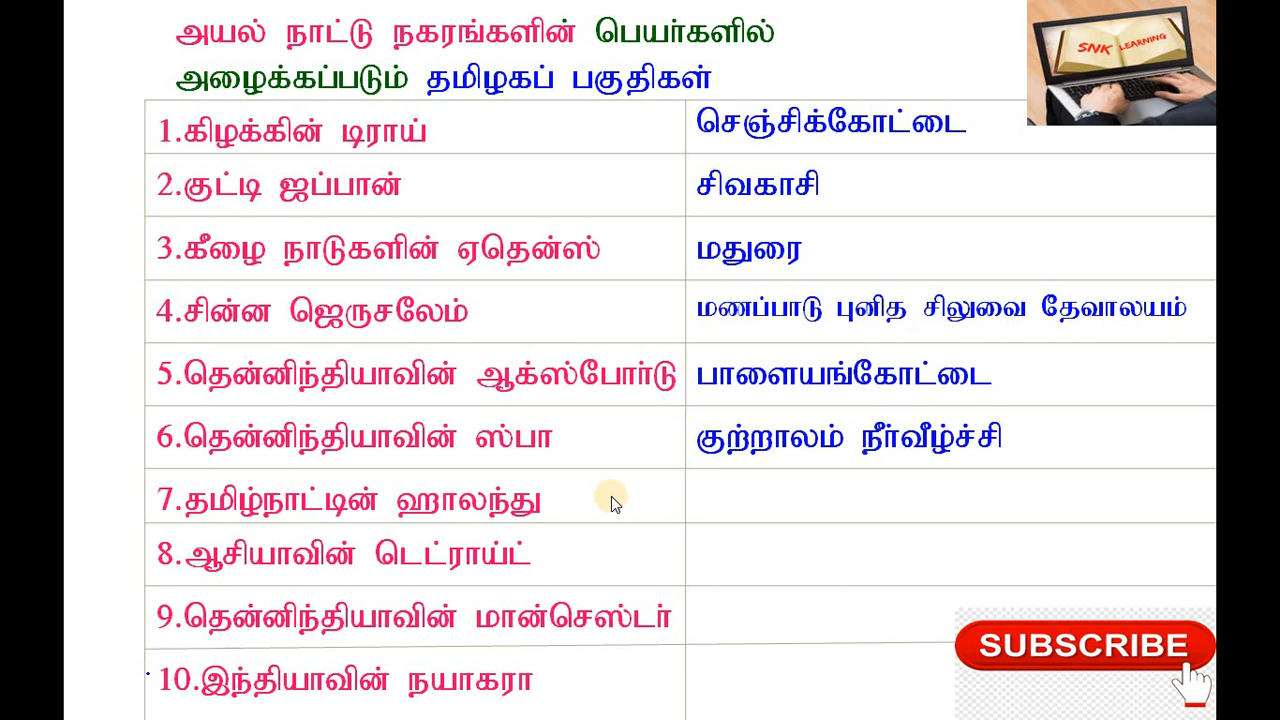 அயல் நாட்டு நகரங்களின் பெயர்களில்
அழைக்கப்படும் தமிழகப் பகுதிகள்
SNK LEARNING
1.கிழக்கின் டிராய் செஞ்சிக்கோட்டை
2.குட்டி ஜப்பான் சிவகாசி
3.கீழை நாடுகளின் ஏதென்ஸ் மதுரை
4.சின்ன ஜெருசலேம் மணப்பாடு புனித சிலுவை தேவாலயம்
5.தென்னிந்தியாவின் ஆக்ஸ்போர்டு பாளையங்கோட்டை
6.தென்னிந்தியாவின் ஸ்பா குற்றாலம் நீர்வீழ்ச்சி
7.தமிழ்நாட்டின் ஹாலந்து
8.ஆசியாவின் டெட்ராய்ட்
9.தென்னிந்தியாவின் மான்செஸ்டர்
SUBSCRIBE
10.இந்தியாவின் நயாகரா